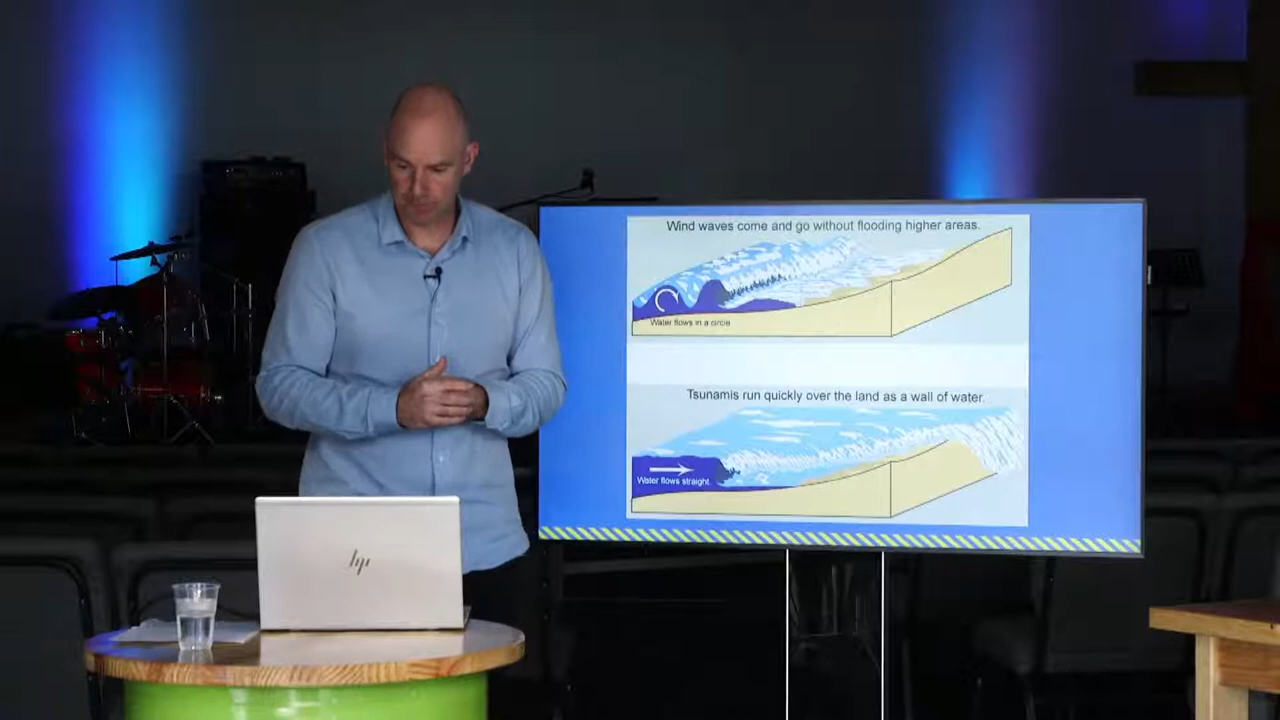 Wind waves come and go without flooding higher areas.
Water flows in a circle
Tsunamis run quickly over the land as a wall of water.
Water flows straight.
hp